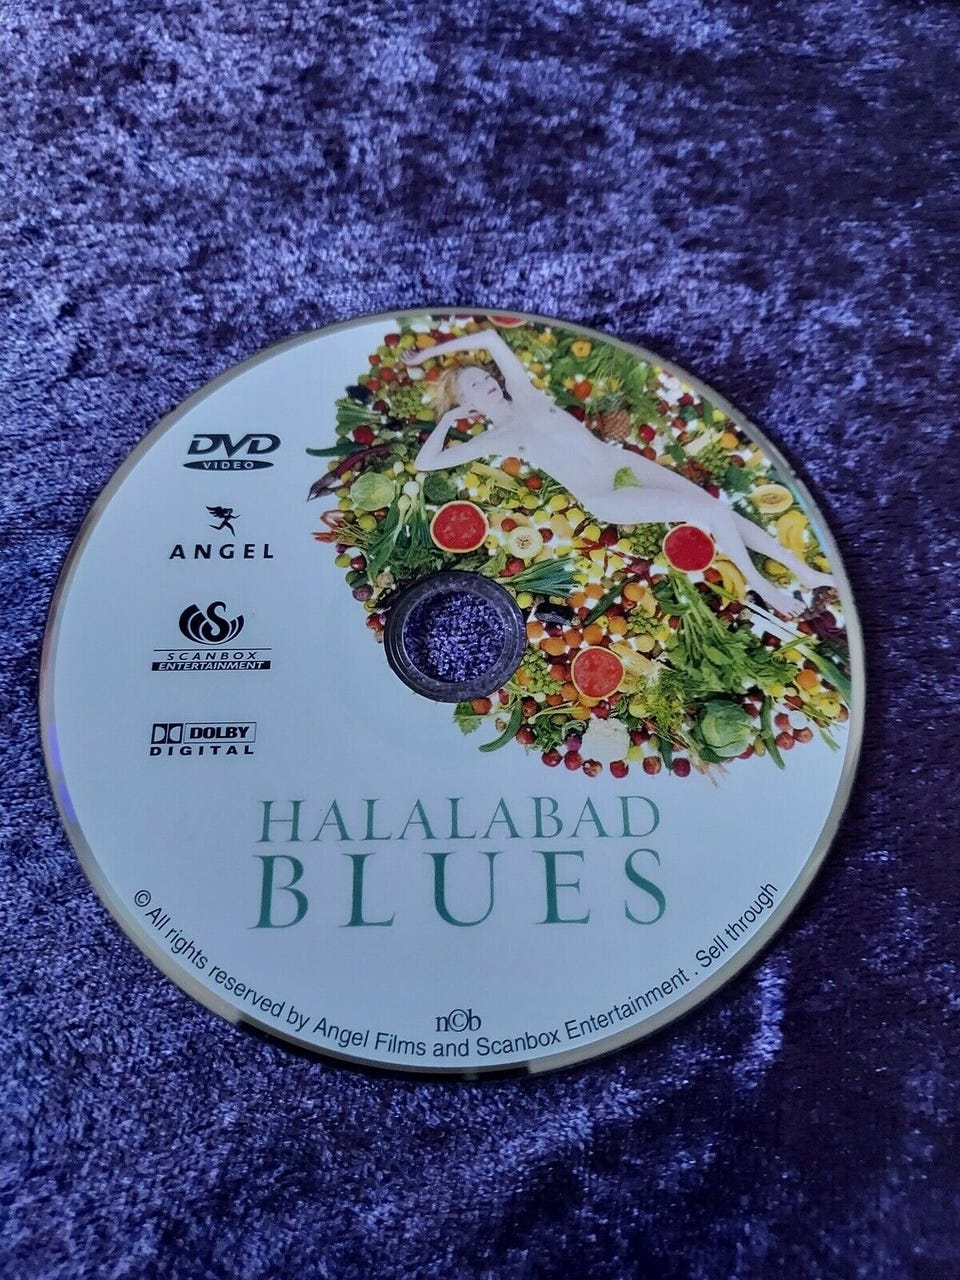 DVD
VIDEO
ANGEL
SCANBOX
ENTERTAINMENT
DOLBY
DIGITAL
HALALABAD
BLUES
n©b
© All rights reserved by Angel Films and Scanbox Entertainment . Sell through